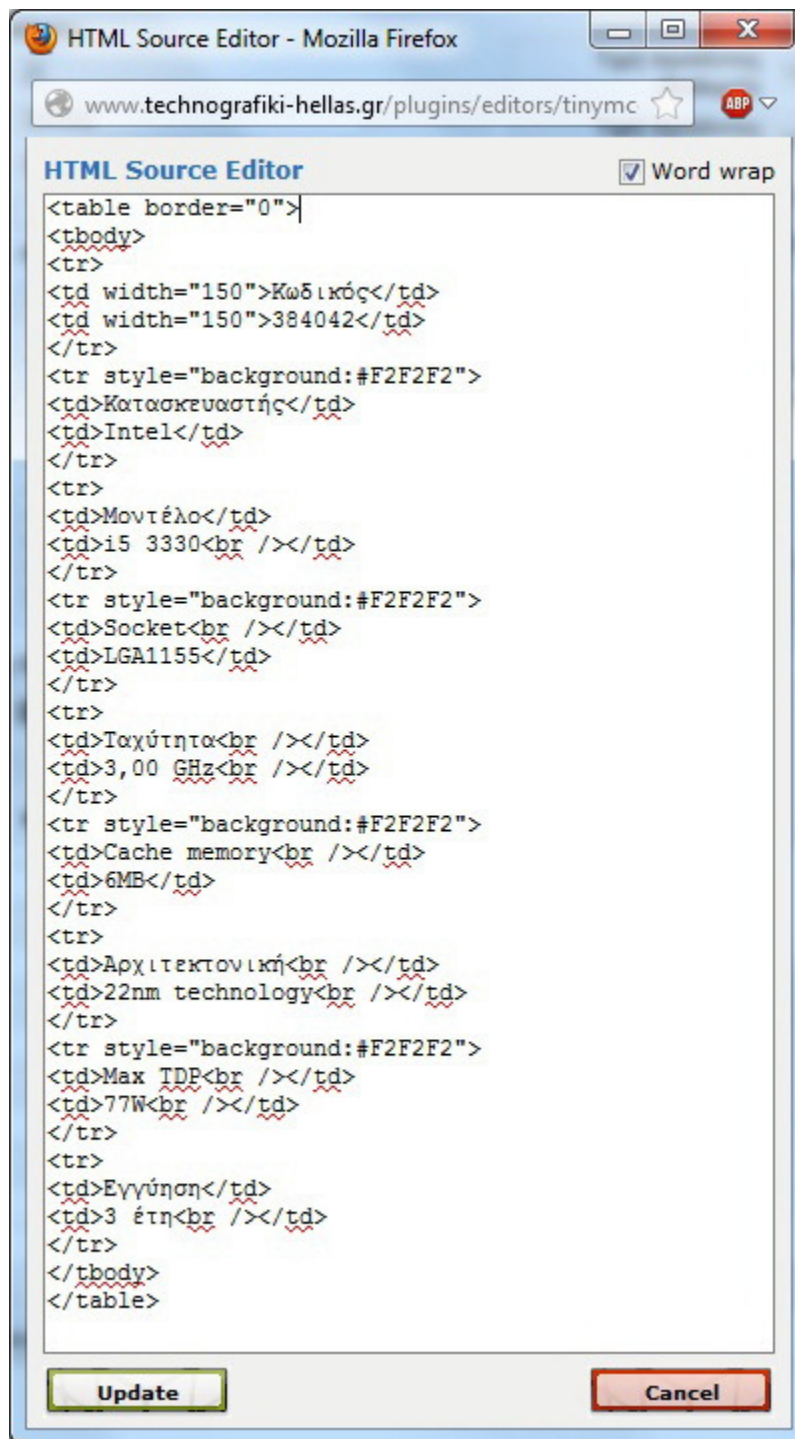 HTML Source Editor - Mozilla Firefox
www.technografiki-hellas.gr/plugins/editors/tinymc
ABP
HTML Source Editor
Word wrap
<table border="0">
<tbody>
<tr>
<td width="150">Κωδικός</td>
<td width="150">384042</td>
</tr>
<tr style="background:#F2F2F2">
<td>Κατασκευαστής</td>
<td>Intel</td>
</tr>
<tr>
<td>Μοντέλο</td>
<td>i5 3330<br /></td>
</tr>
<tr style="background:#F2F2F2">
<td>Socket<br /></td>
<td>LGA1155</td>
</tr>
<tr>
<td>Ταχύτητα<br /></td>
<td>3,00 GHz<br /></td>
</tr>
<tr style="background:#F2F2F2">
<td>Cache memory<br /></td>
<td>6MB</td>
</tr>
<tr>
<td>Αρχιτεκτονική<br /></td>
<td>22nm technology<br /></td>
</tr>
<tr style="background:#F2F2F2">
<td>Max TDP<br /></td>
<td>77W<br /></td>
</tr>
<tr>
<td>Εγγύηση</td>
<td>3 έτη<br /></td>
</tr>
</tbody>
</table>
Update
Cancel